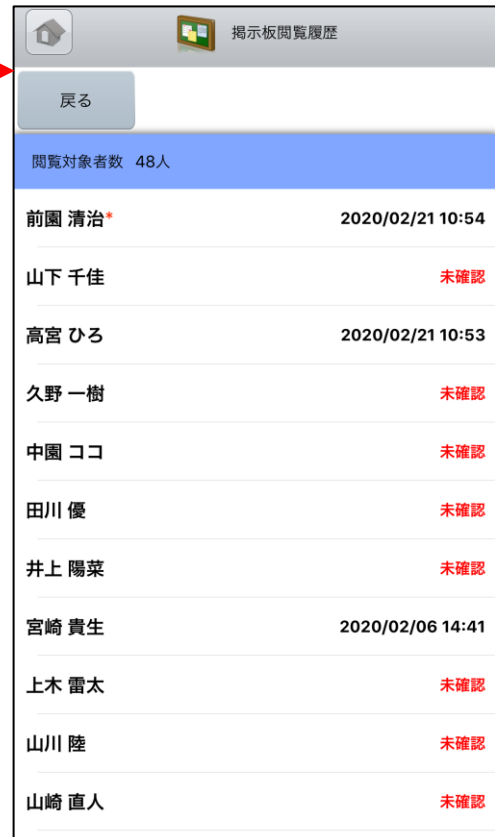 掲示板閲覧履歴
戻る
閲覧対象者数 48人
前園 清治* 2020/02/21 10:54
山下 千佳 未確認
高宮 ひろ 2020/02/21 10:53
久野 一樹 未確認
中園 ココ 未確認
田川 優 未確認
井上 陽菜 未確認
宮崎 貴生 2020/02/06 14:41
上木 雷太 未確認
山川 陸 未確認
山崎 直人 未確認